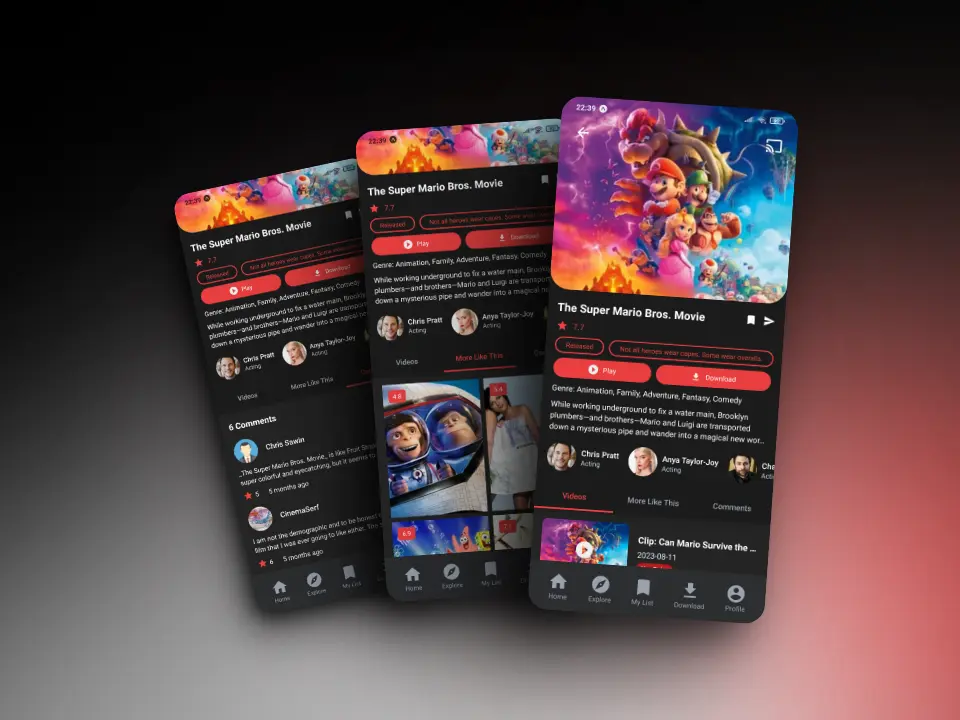 22:39
The Super Mario Bros. Movie
7.7
Released
Not all heroes wear capes. Some wear overalls.
Play
Download
Genre: Animation, Family, Adventure, Fantasy, Comedy
While working underground to fix a water main, Brooklyn
plumbers—and brothers—Mario and Luigi are transported
down a mysterious pipe and wander into a magical new wor...
Chris Pratt
Acting
Anya Taylor-Joy
Acting
Cha
Acti
Videos
More Like This
Comments
Clip: Can Mario Survive the ...
2023-08-11
Home
Explore
My List
Download
Profile
22:39
The Super Mario Bros. Movie
7.7
Released
Not all heroes wear capes. Some wear
Play
Download
Genre: Animation, Family, Adventure, Fantasy, Comedy
While working underground to fix a water main, Brooklyn
plumbers—and brothers—Mario and Luigi are transported
down a mysterious pipe and wander into a magical new
Chris Pratt
Acting
Anya Taylor-Joy
Acting
Videos
More Like This
4.8
5.4
6.9
7.1
Home
Explore
My List
22:39
The Super Mario Bros. Movie
7.7
Released
Not all heroes wear capes. Some
Play
Download
Genre: Animation, Family, Adventure, Fantasy, Comedy
While working underground to fix a water main,
plumbers—and brothers—Mario and Luigi are
down a mysterious pipe and wander into a magical new
Chris Pratt
Acting
Anya Taylor-Joy
Acting
Videos
More Like This
6 Comments
Chris Sawin
Super Mario Bros. Movie, is like Fruit
super colorful and eyecatching, but it seems to
5
5 months ago
CinemaSerf
I am not the demographic and to be honest
film that I was ever going to like either. The
6
5 months ago
Home
Explore
My List